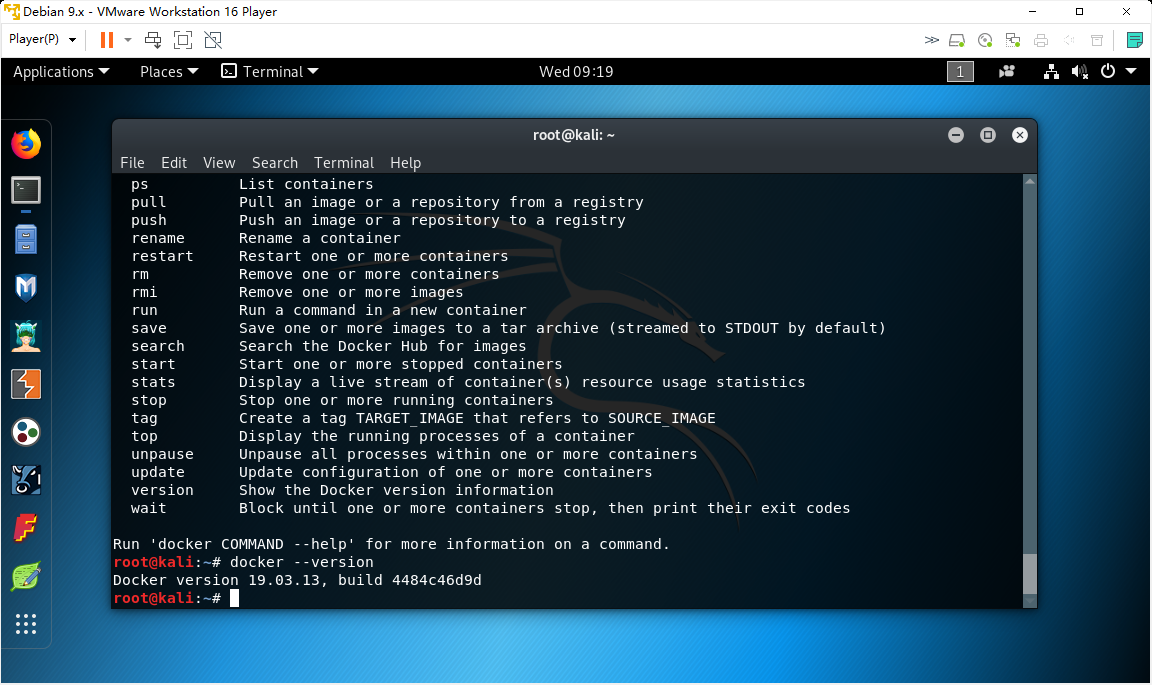 Debian 9.x - VMware Workstation 16 Player
Player(P)
Applications Places Terminal Wed 09:19 1
root@kali: ~
File Edit View Search Terminal Help
ps List containers
pull Pull an image or a repository from a registry
push Push an image or a repository to a registry
rename Rename a container
restart Restart one or more containers
rm Remove one or more containers
rmi Remove one or more images
run Run a command in a new container
save Save one or more images to a tar archive (streamed to STDOUT by default)
search Search the Docker Hub for images
start Start one or more stopped containers
stats Display a live stream of container(s) resource usage statistics
stop Stop one or more running containers
tag Create a tag TARGET_IMAGE that refers to SOURCE_IMAGE
top Display the running processes of a container
unpause Unpause all processes within one or more containers
update Update configuration of one or more containers
version Show the Docker version information
wait Block until one or more containers stop, then print their exit codes
Run 'docker COMMAND --help' for more information on a command.
root@kali:~# docker --version
Docker version 19.03.13, build 4484c46d9d
root@kali:~#